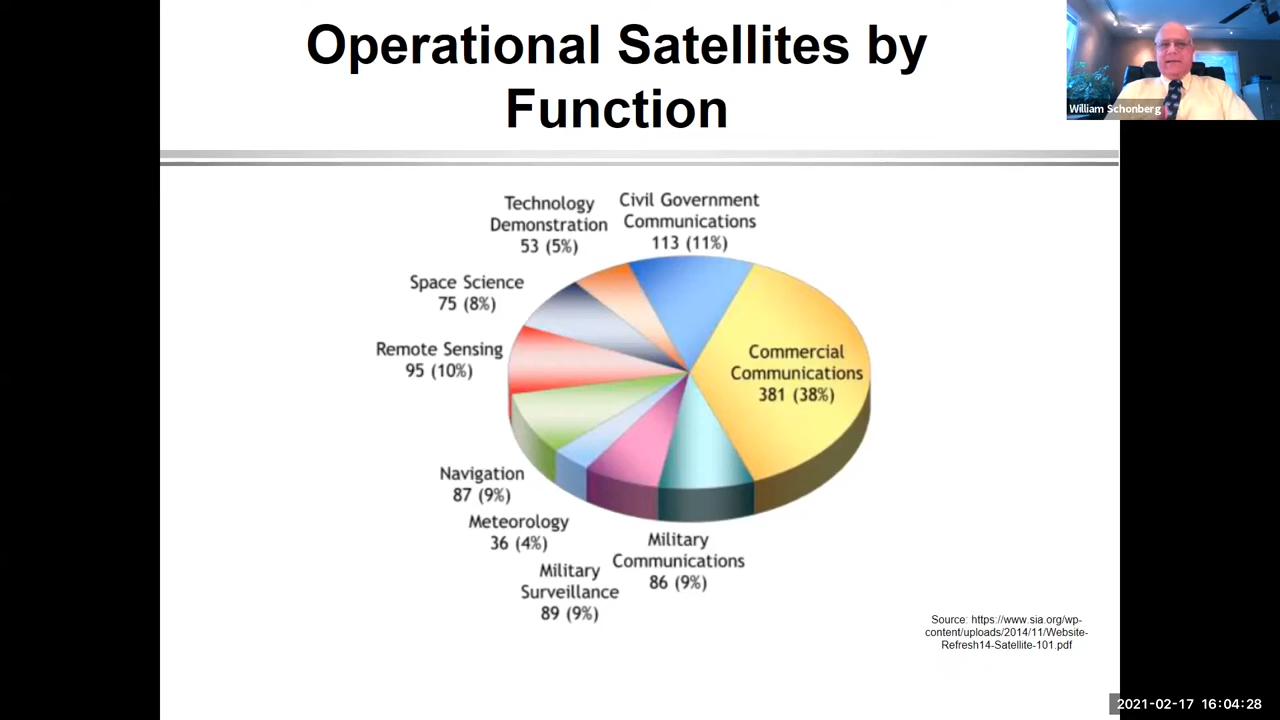 Operational Satellites by
Function
William Schonberg
Technology
Demonstration
53 (5%)
Civil Government
Communications
113 (11%)
Space Science
75 (8%)
Remote Sensing
95 (10%)
Commercial
Communications
381 (38%)
Navigation
87 (9%)
Meteorology
36 (4%)
Military
Surveillance
89 (9%)
Military
Communications
86 (9%)
Source: https://www.sia.org/wp-
content/uploads/2014/11/Website-
Refresh14-Satellite-101.pdf
2021-02-17 16:04:28